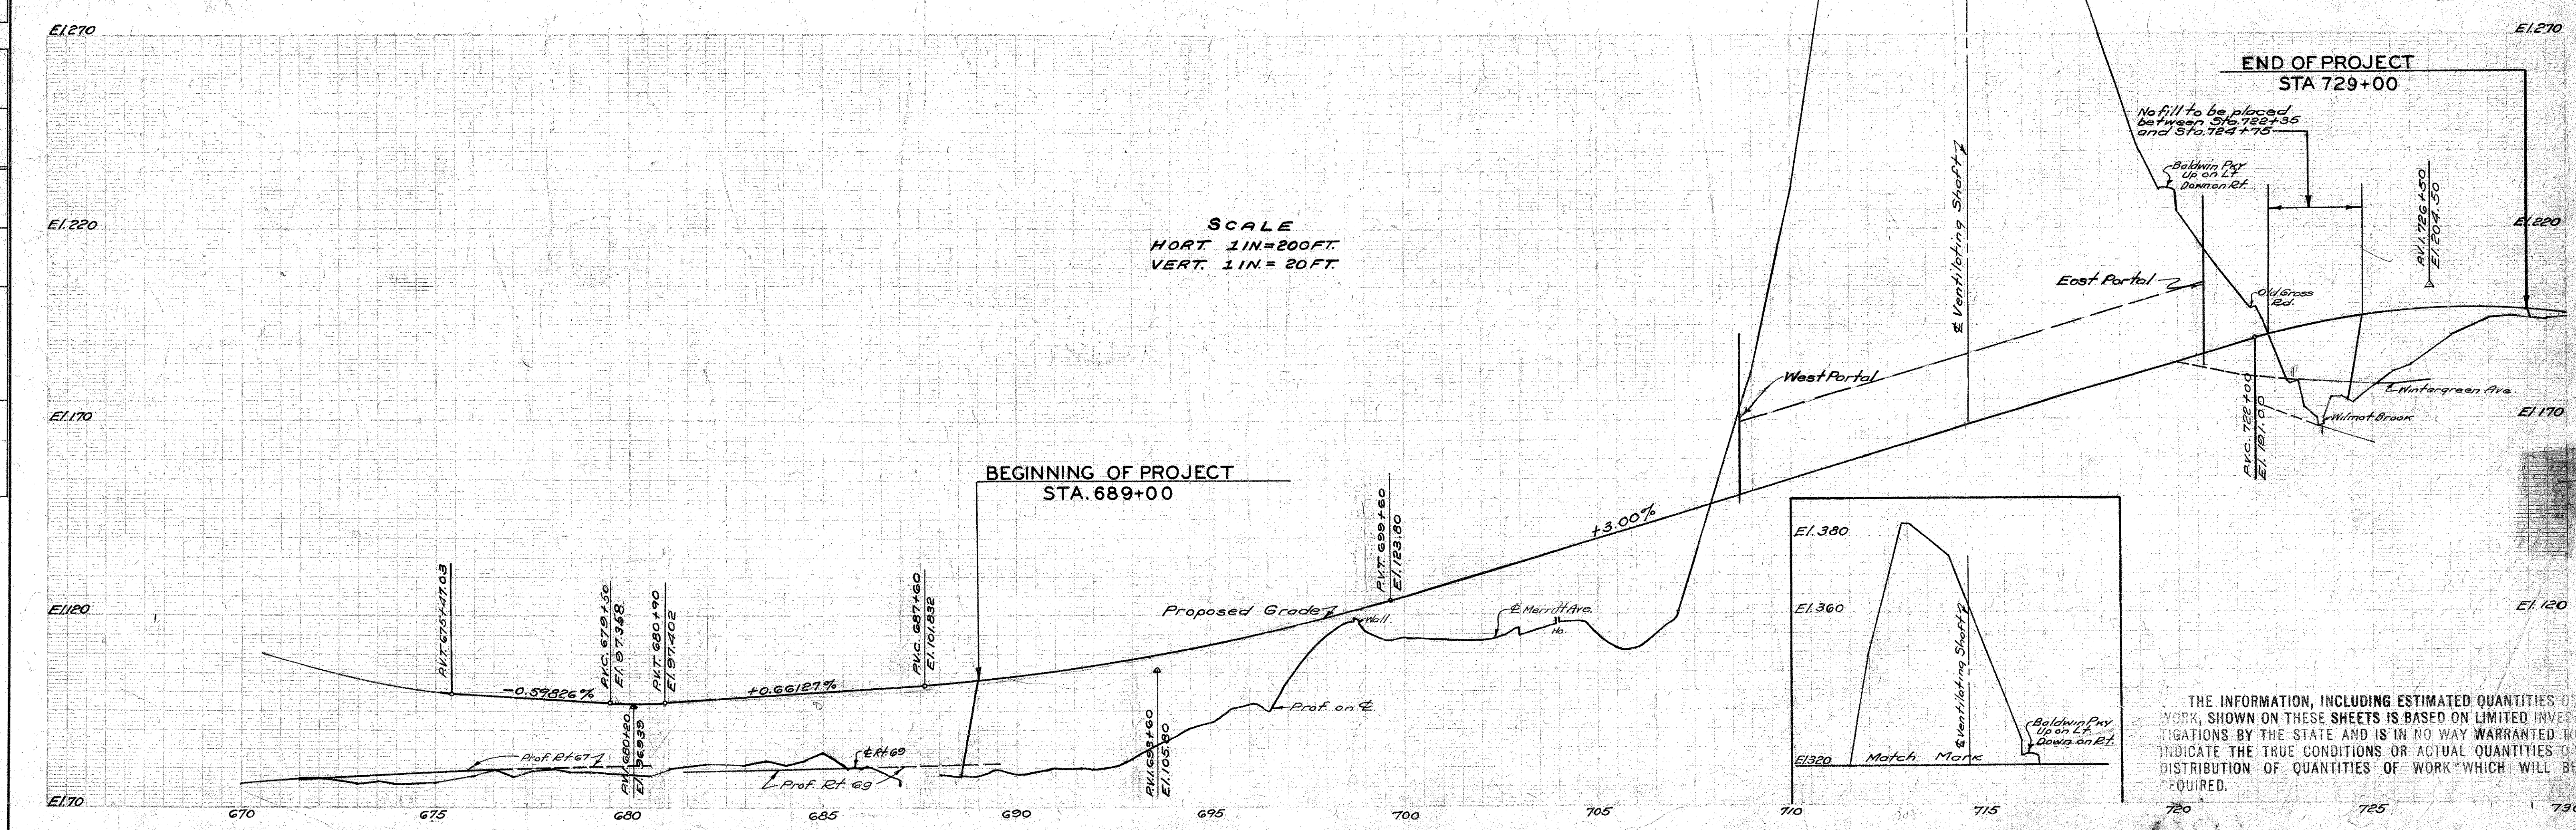 El.270
El.220
El.170
El.120
El.70
SCALE
HORT. 1 IN.=200FT.
VERT. 1 IN.= 20FT.
BEGINNING OF PROJECT
STA. 689+00
P.V.T. 675+47.03
-0.59826%
P.V.C. 679+50
El. 97.358
P.V.T. 680+90
El. 97.402
P.V.I. 680+20
El. 96.939
+0.66127%
P.V.C. 687+60
El. 101.832
Prof. Rt 67
Prof. Rt. 69
℄ Rt 69
P.V.I. 693+60
El. 105.80
Prof. on ℄
Proposed Grade
P.V.T. 699+60
El. 123.80
Wall
℄ Merritt Ave.
Ho.
+3.00%
West Portal
℄ Ventilating Shaft
East Portal
END OF PROJECT
STA 729+00
No fill to be placed
between Sta. 722+35
and Sta. 724+75
Baldwin Pky
Up on Lt
Down on Rt.
Old Grass
Rd.
P.V.I. 726+50
El. 204.50
P.V.C. 722+00
El. 191.00
℄ Wintergreen Ave.
Wilmot Brook
El.270
El.220
El.170
El.120
El.380
El.360
El.320
℄ Ventilating Shaft
Match Mark
Baldwin Pky
Up on Lt.
Down on Rt.
THE INFORMATION, INCLUDING ESTIMATED QUANTITIES O
WORK, SHOWN ON THESE SHEETS IS BASED ON LIMITED INVES
TIGATIONS BY THE STATE AND IS IN NO WAY WARRANTED TO
INDICATE THE TRUE CONDITIONS OR ACTUAL QUANTITIES O
DISTRIBUTION OF QUANTITIES OF WORK WHICH WILL BE
EQUIRED.
670 675 680 685 690 695 700 705 710 715 720 725 730